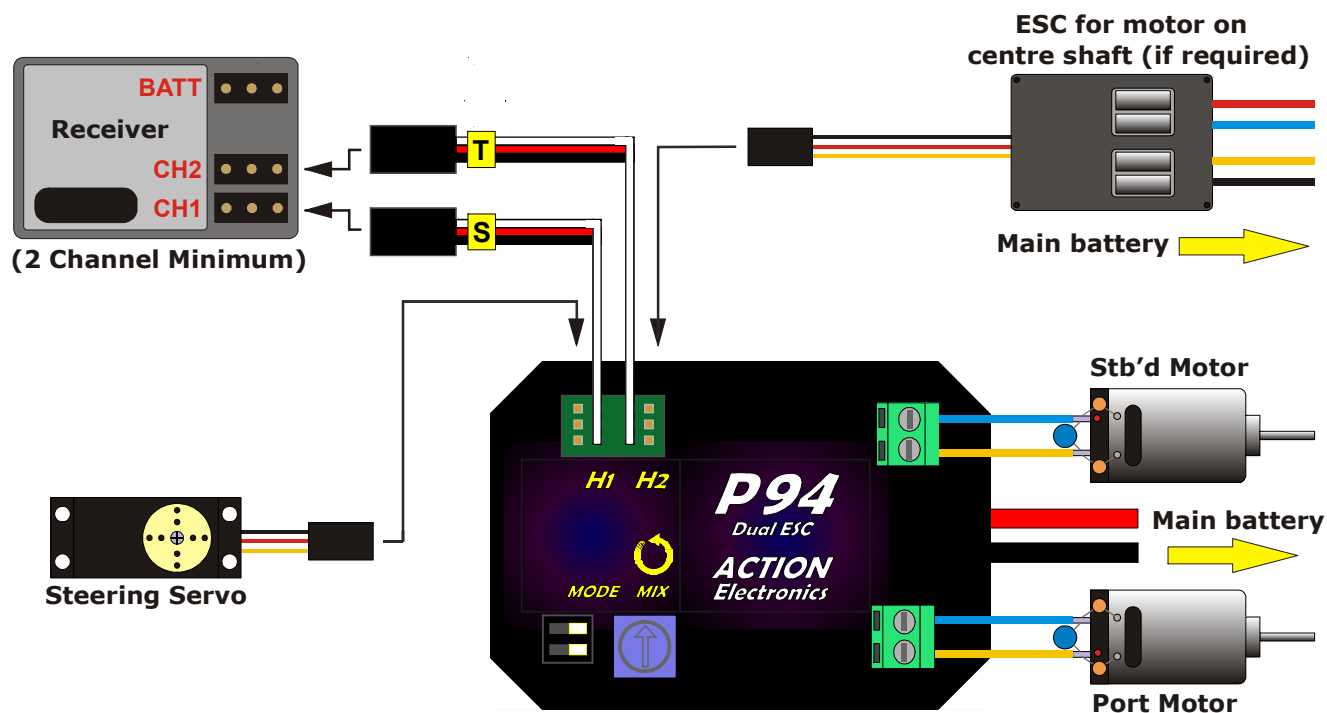 ESC for motor on
centre shaft (if required)
BATT
Receiver
CH2
CH1
(2 Channel Minimum)
T
S
Main battery
Stb’d Motor
H1 H2
P94
Dual ESC
ACTION
Electronics
MODE MIX
Main battery
Steering Servo
Port Motor